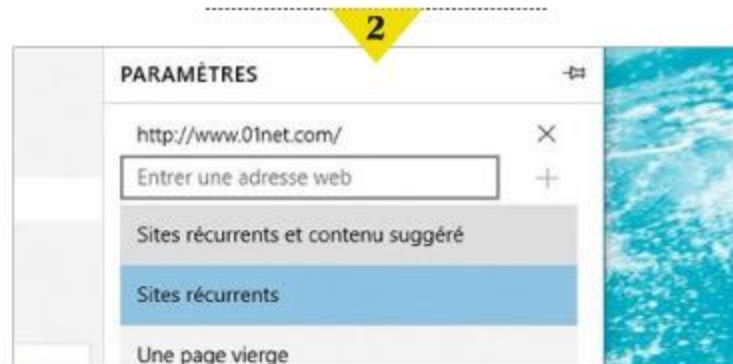 2
PARAMÈTRES
http://www.01net.com/
Entrer une adresse web
Sites récurrents et contenu suggéré
Sites récurrents
Une page vierge